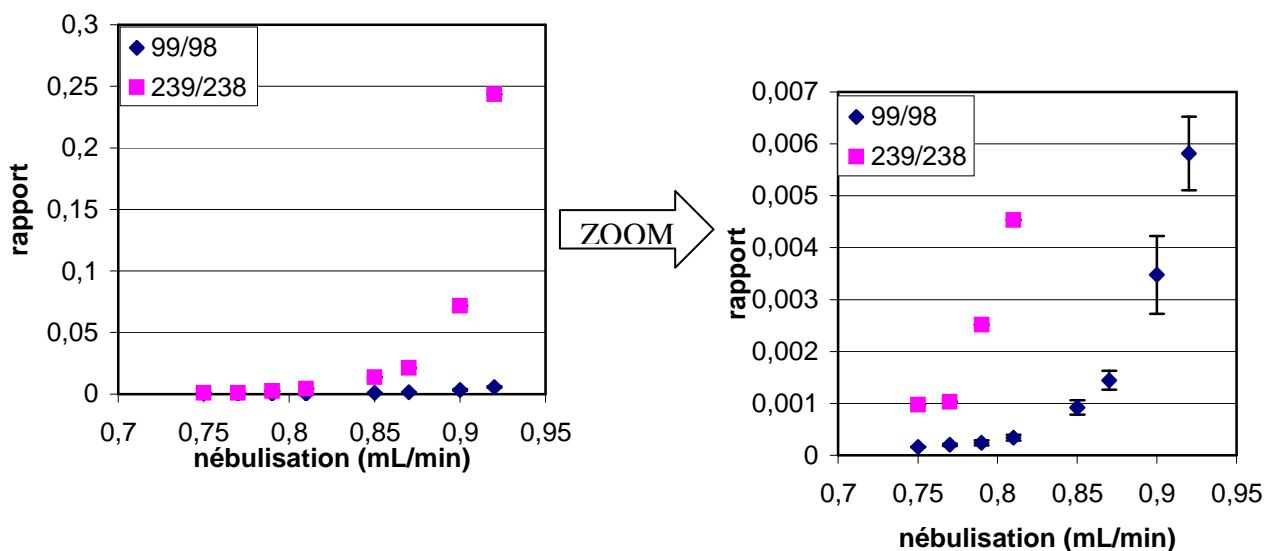 0,3
0,25
0,2
0,15
0,1
0,05
0
rapport
99/98
239/238
0,7 0,75 0,8 0,85 0,9 0,95
nébulisation (mL/min)
ZOOM
0,007
0,006
0,005
0,004
0,003
0,002
0,001
0
rapport
99/98
239/238
0,7 0,75 0,8 0,85 0,9 0,95
nébulisation (mL/min)